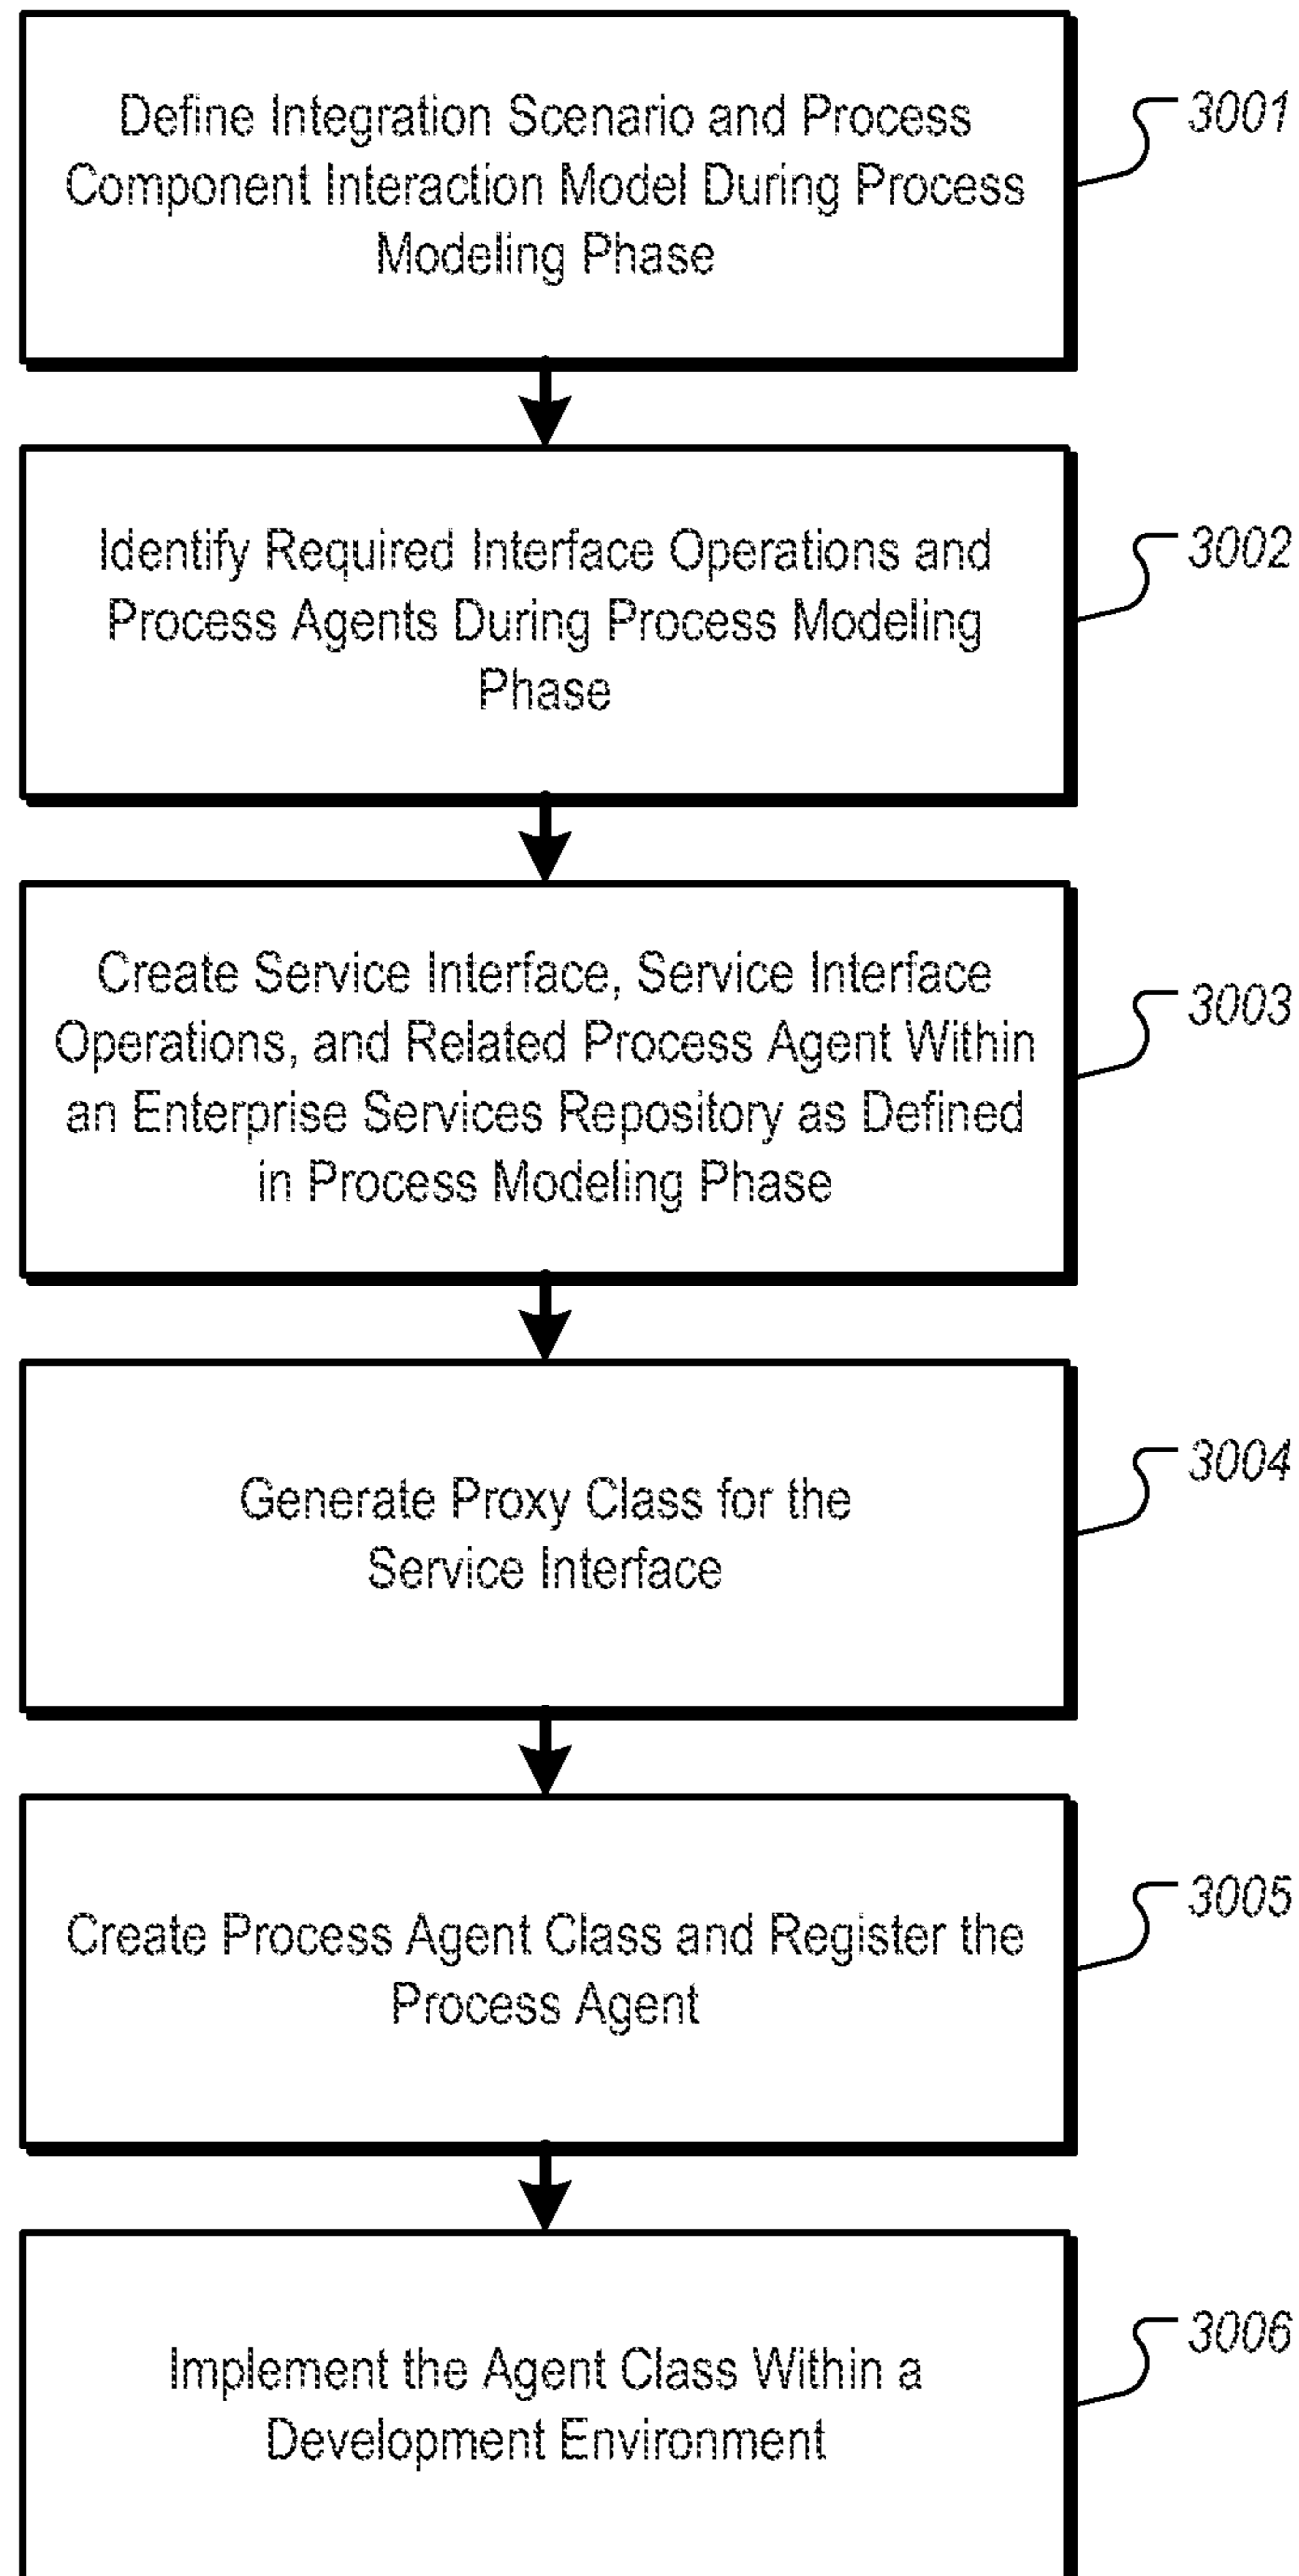 Define Integration Scenario and Process
Component Interaction Model During Process
Modeling Phase
3001
Identify Required Interface Operations and
Process Agents During Process Modeling
Phase
3002
Create Service Interface, Service Interface
Operations, and Related Process Agent Within
an Enterprise Services Repository as Defined
in Process Modeling Phase
3003
Generate Proxy Class for the
Service Interface
3004
Create Process Agent Class and Register the
Process Agent
3005
Implement the Agent Class Within a
Development Environment
3006